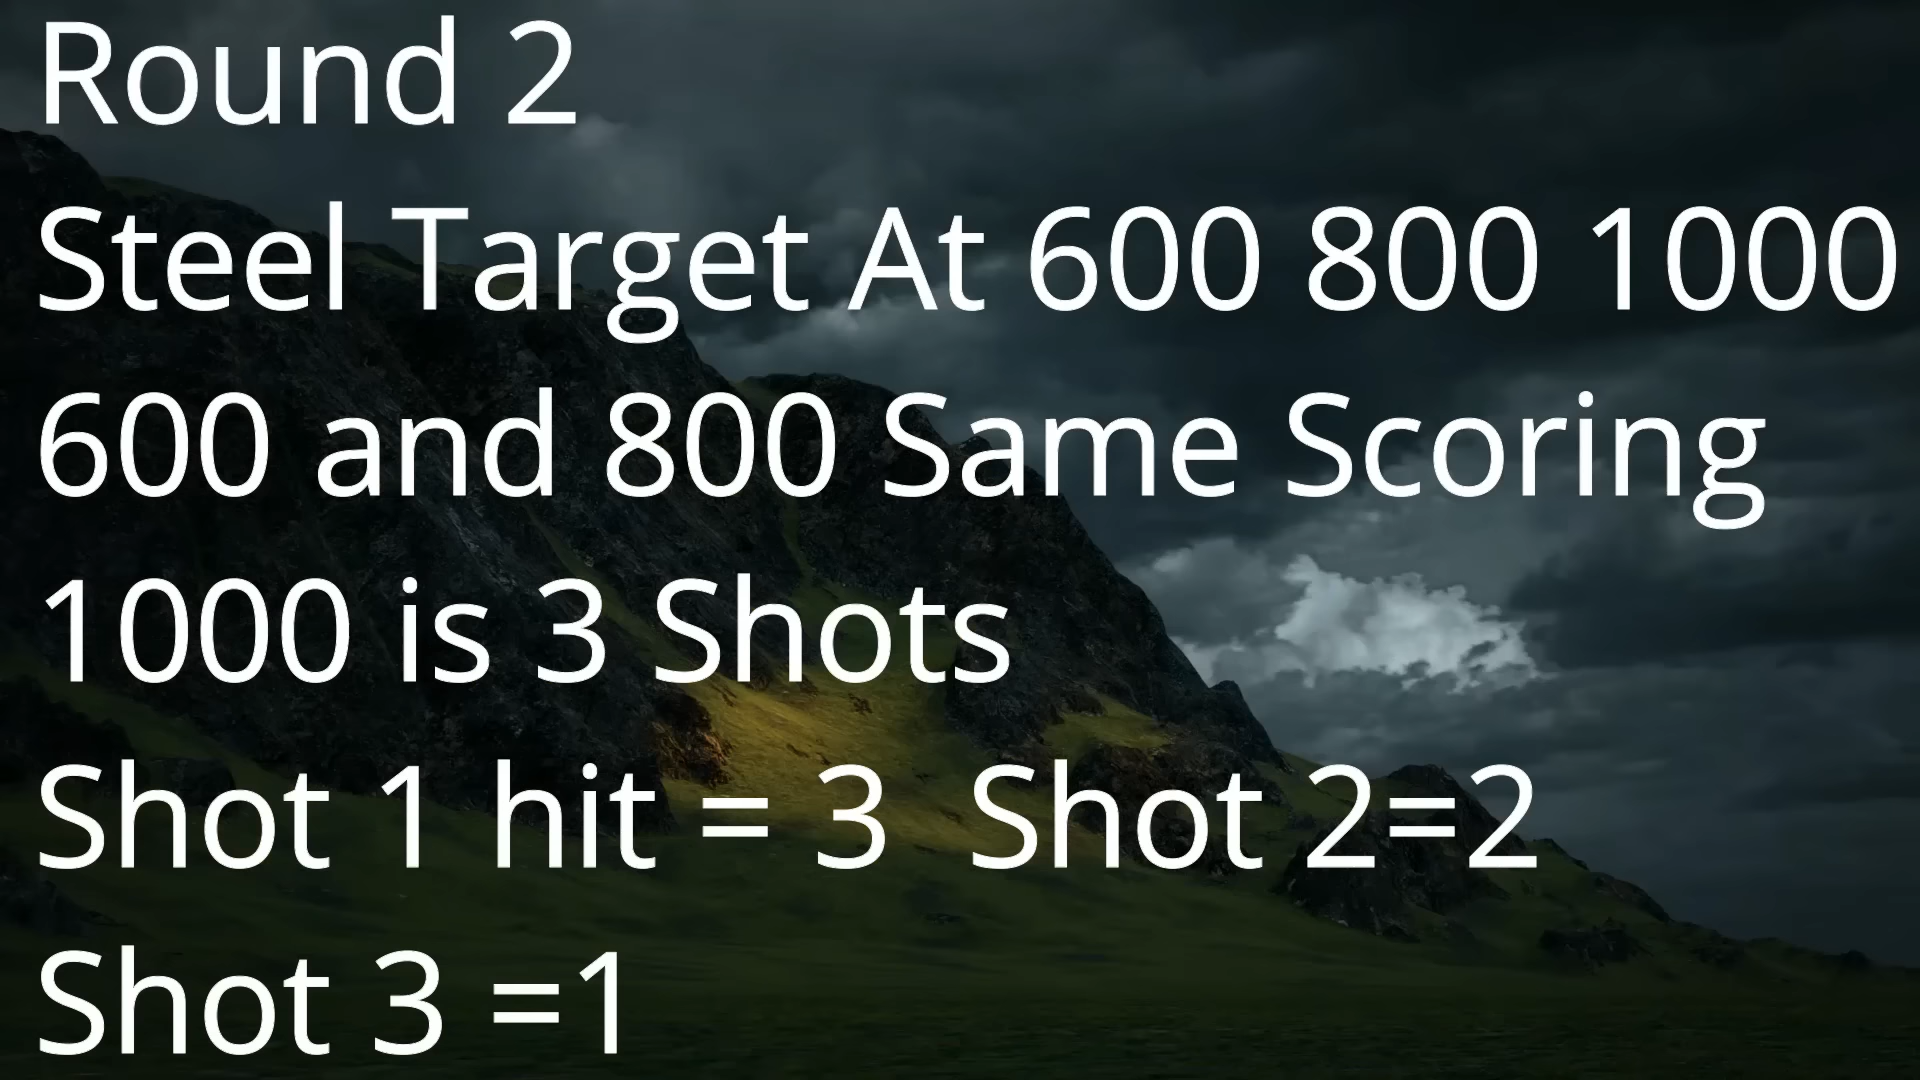 Round 2
Steel Target At 600 800 1000
600 and 800 Same Scoring
1000 is 3 Shots
Shot 1 hit = 3  Shot 2=2
Shot 3 =1